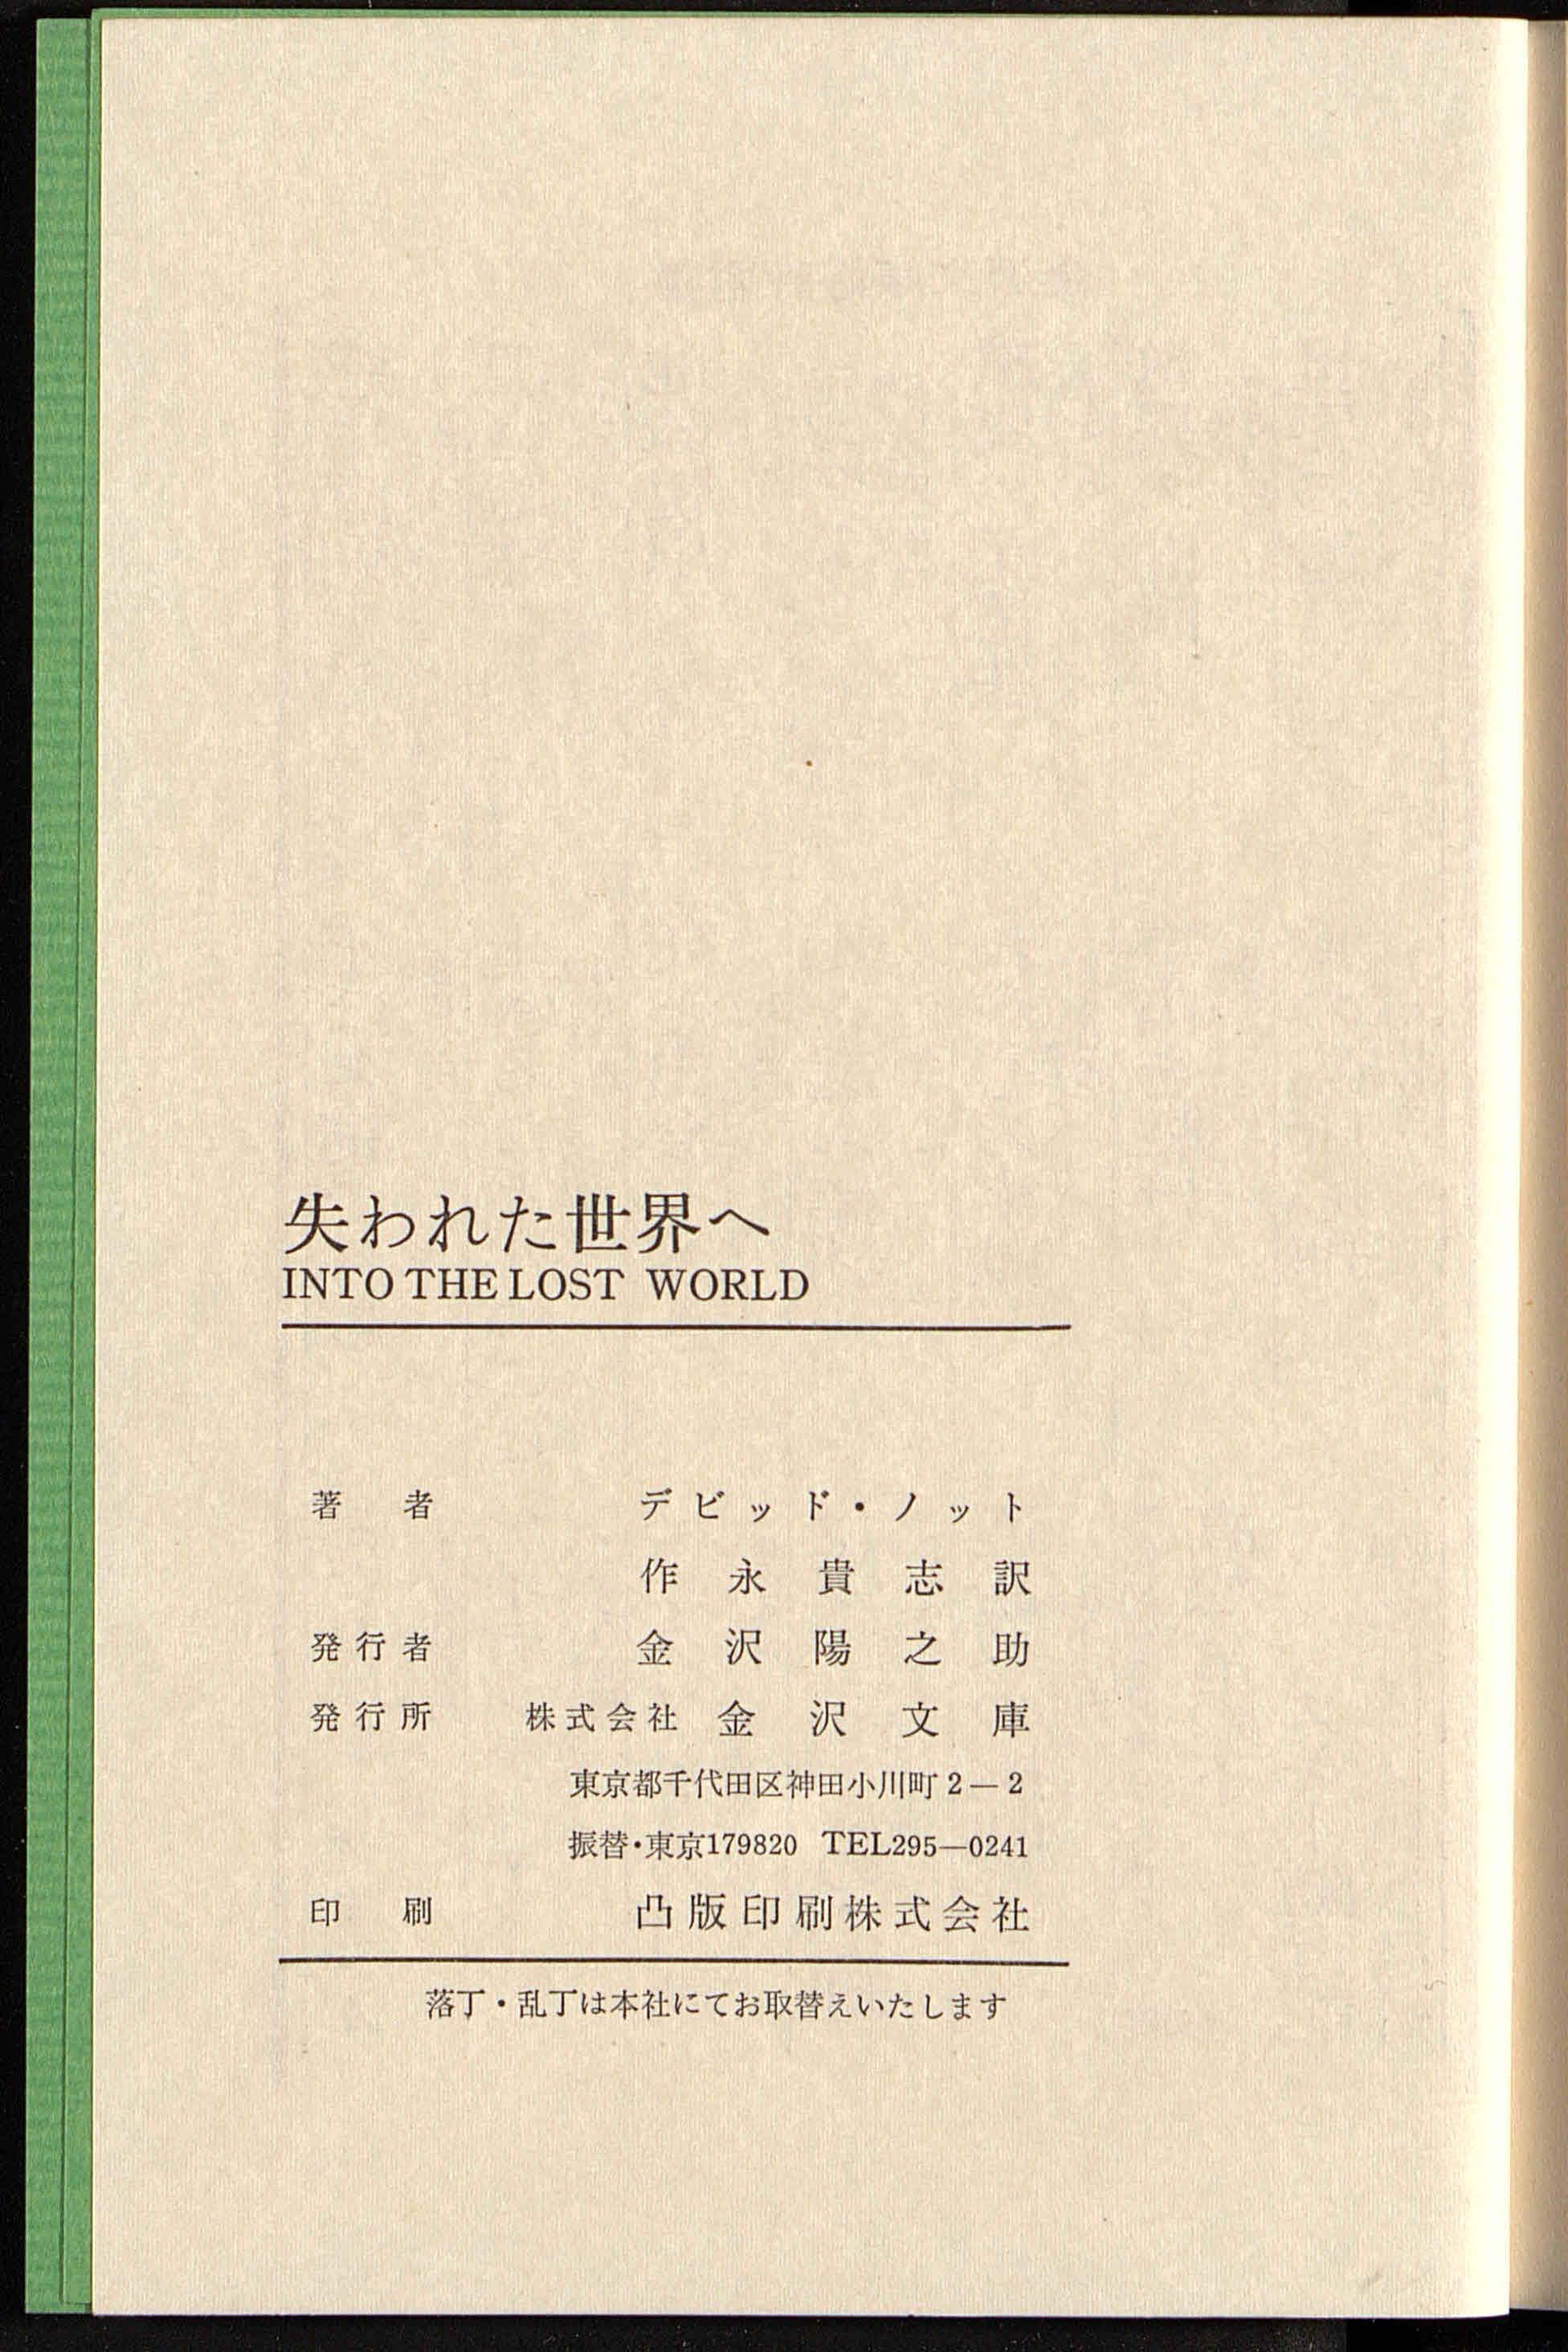 失われた世界へ
INTO THE LOST WORLD
著者 デビッド・ノット
作永貴志訳
発行者 金沢陽之助
発行所 株式会社 金沢文庫
東京都千代田区神田小川町2―2
振替・東京179820 TEL295―0241
印刷 凸版印刷株式会社
落丁・乱丁は本社にてお取替えいたします